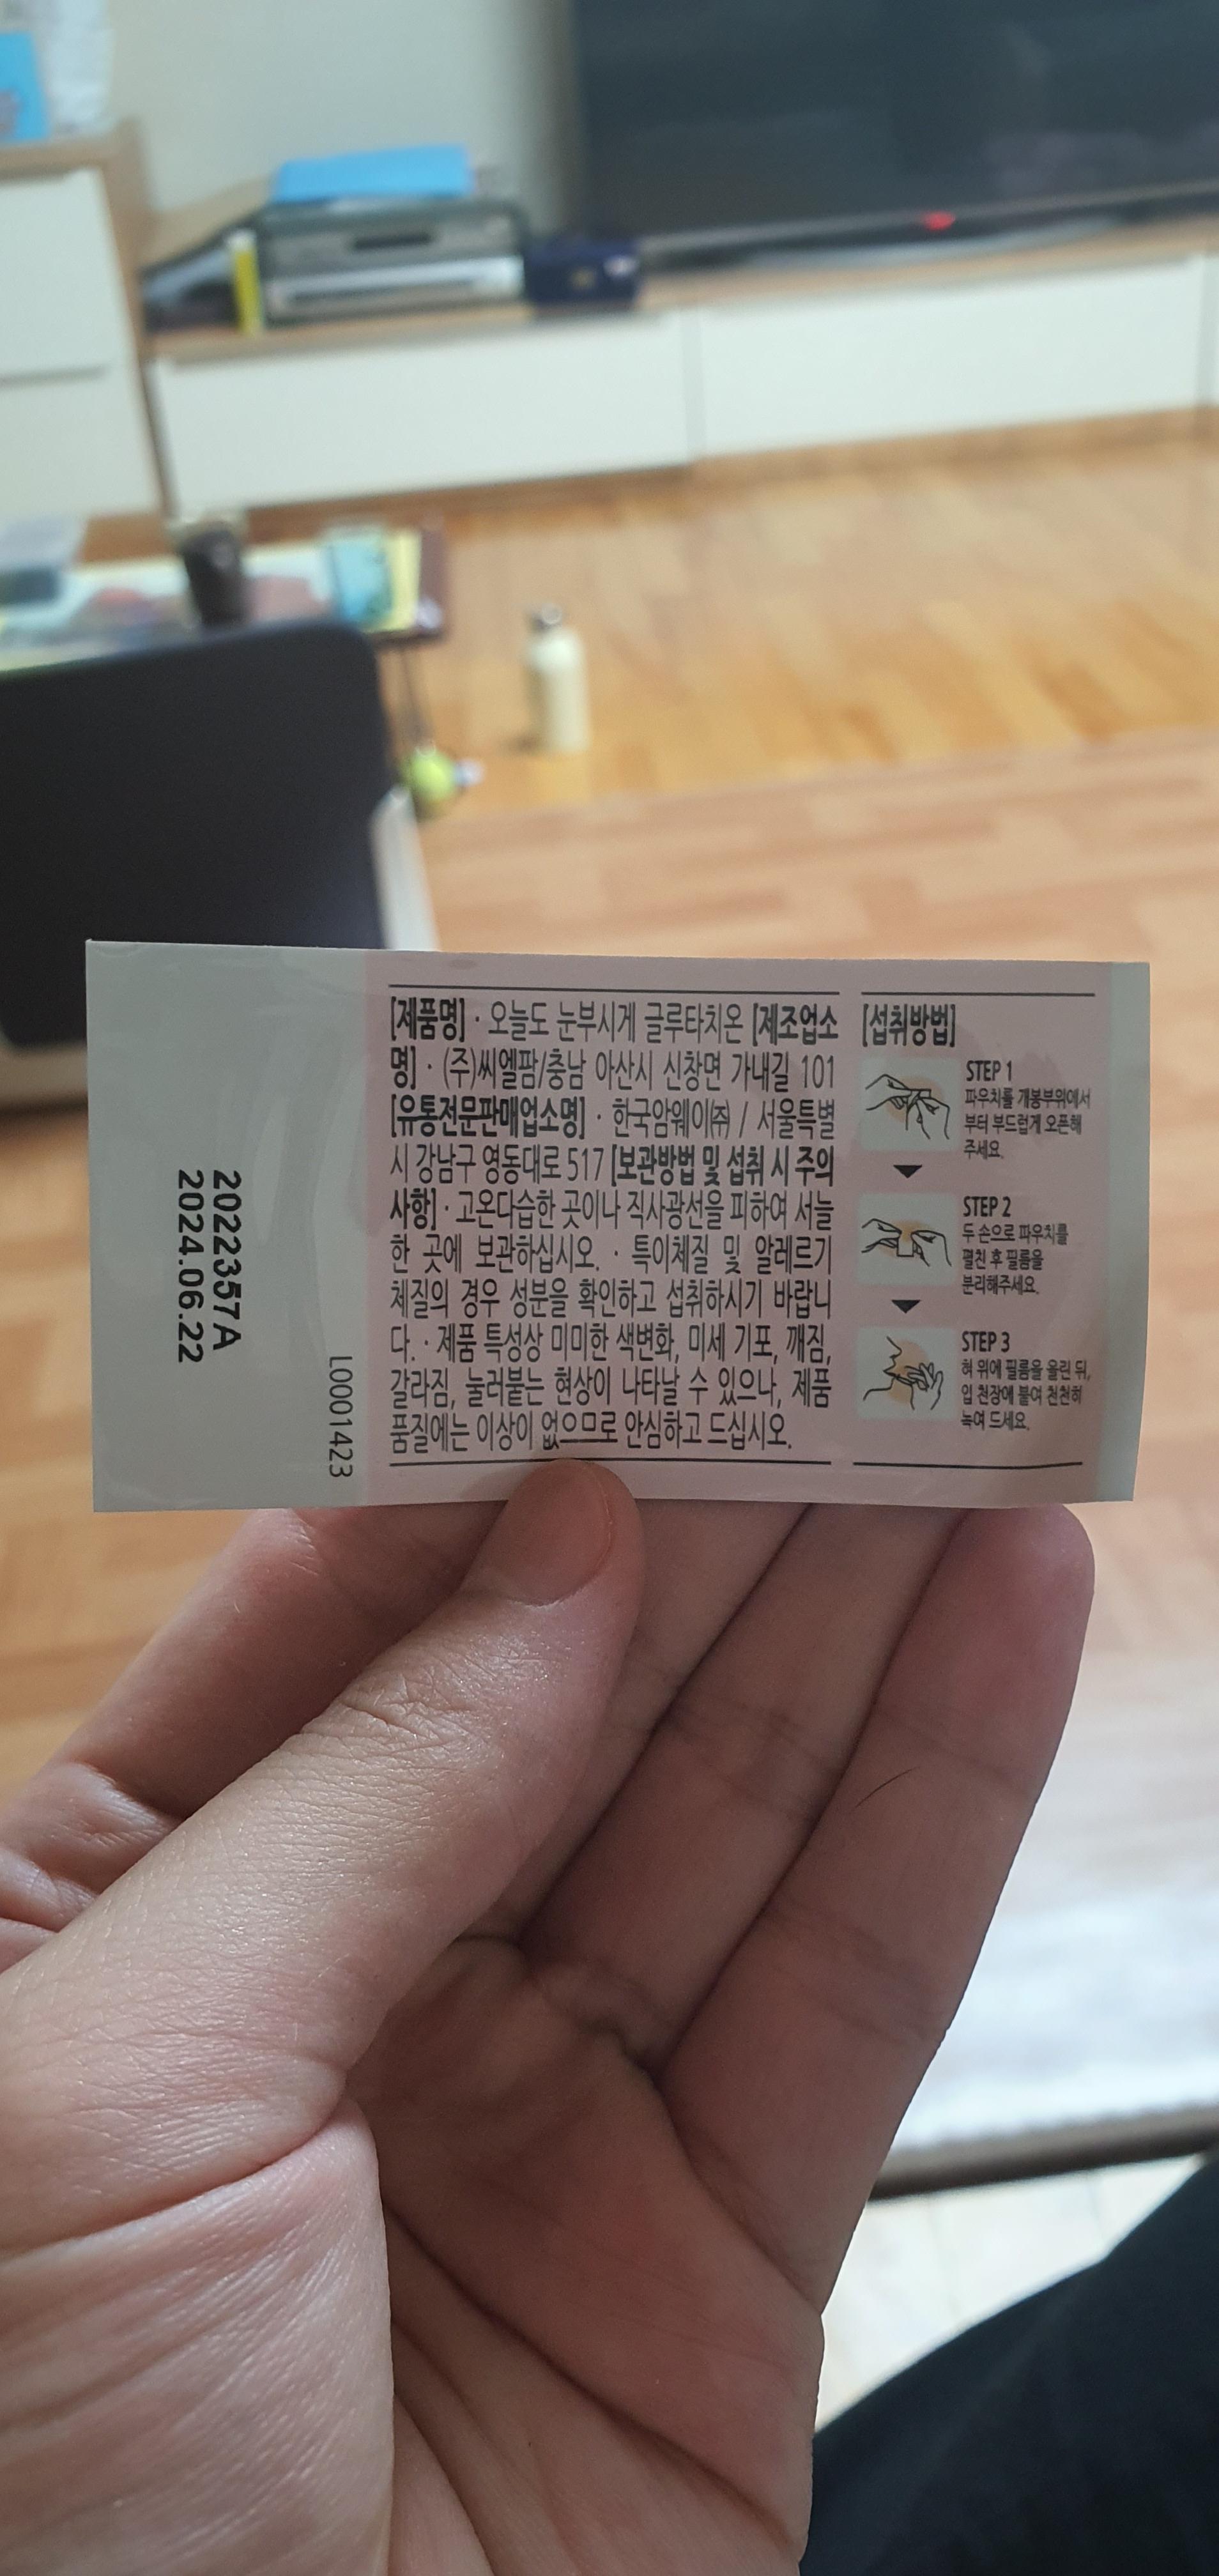 2022357A
2024.06.22
L0001423
[제품명] · 오늘도 눈부시게 글루타치온 [제조업소
명] · (주)씨엘팜/충남 아산시 신창면 가내길 101
[유통전문판매업소명] · 한국암웨이㈜ / 서울특별
시 강남구 영동대로 517 [보관방법 및 섭취 시 주의
사항] · 고온다습한 곳이나 직사광선을 피하여 서늘
한 곳에 보관하십시오. · 특이체질 및 알레르기
체질의 경우 성분을 확인하고 섭취하시기 바랍니
다. · 제품 특성상 미미한 색변화, 미세 기포, 깨짐,
갈라짐, 눌러붙는 현상이 나타날 수 있으나, 제품
품질에는 이상이 없으므로 안심하고 드십시오.
[섭취방법]
STEP 1
파우치를 개봉부위에서
부터 부드럽게 오픈해
주세요.
STEP 2
두 손으로 파우치를
펼친 후 필름을
분리해주세요.
STEP 3
혀 위에 필름을 올린 뒤,
입 천장에 붙여 천천히
녹여 드세요.